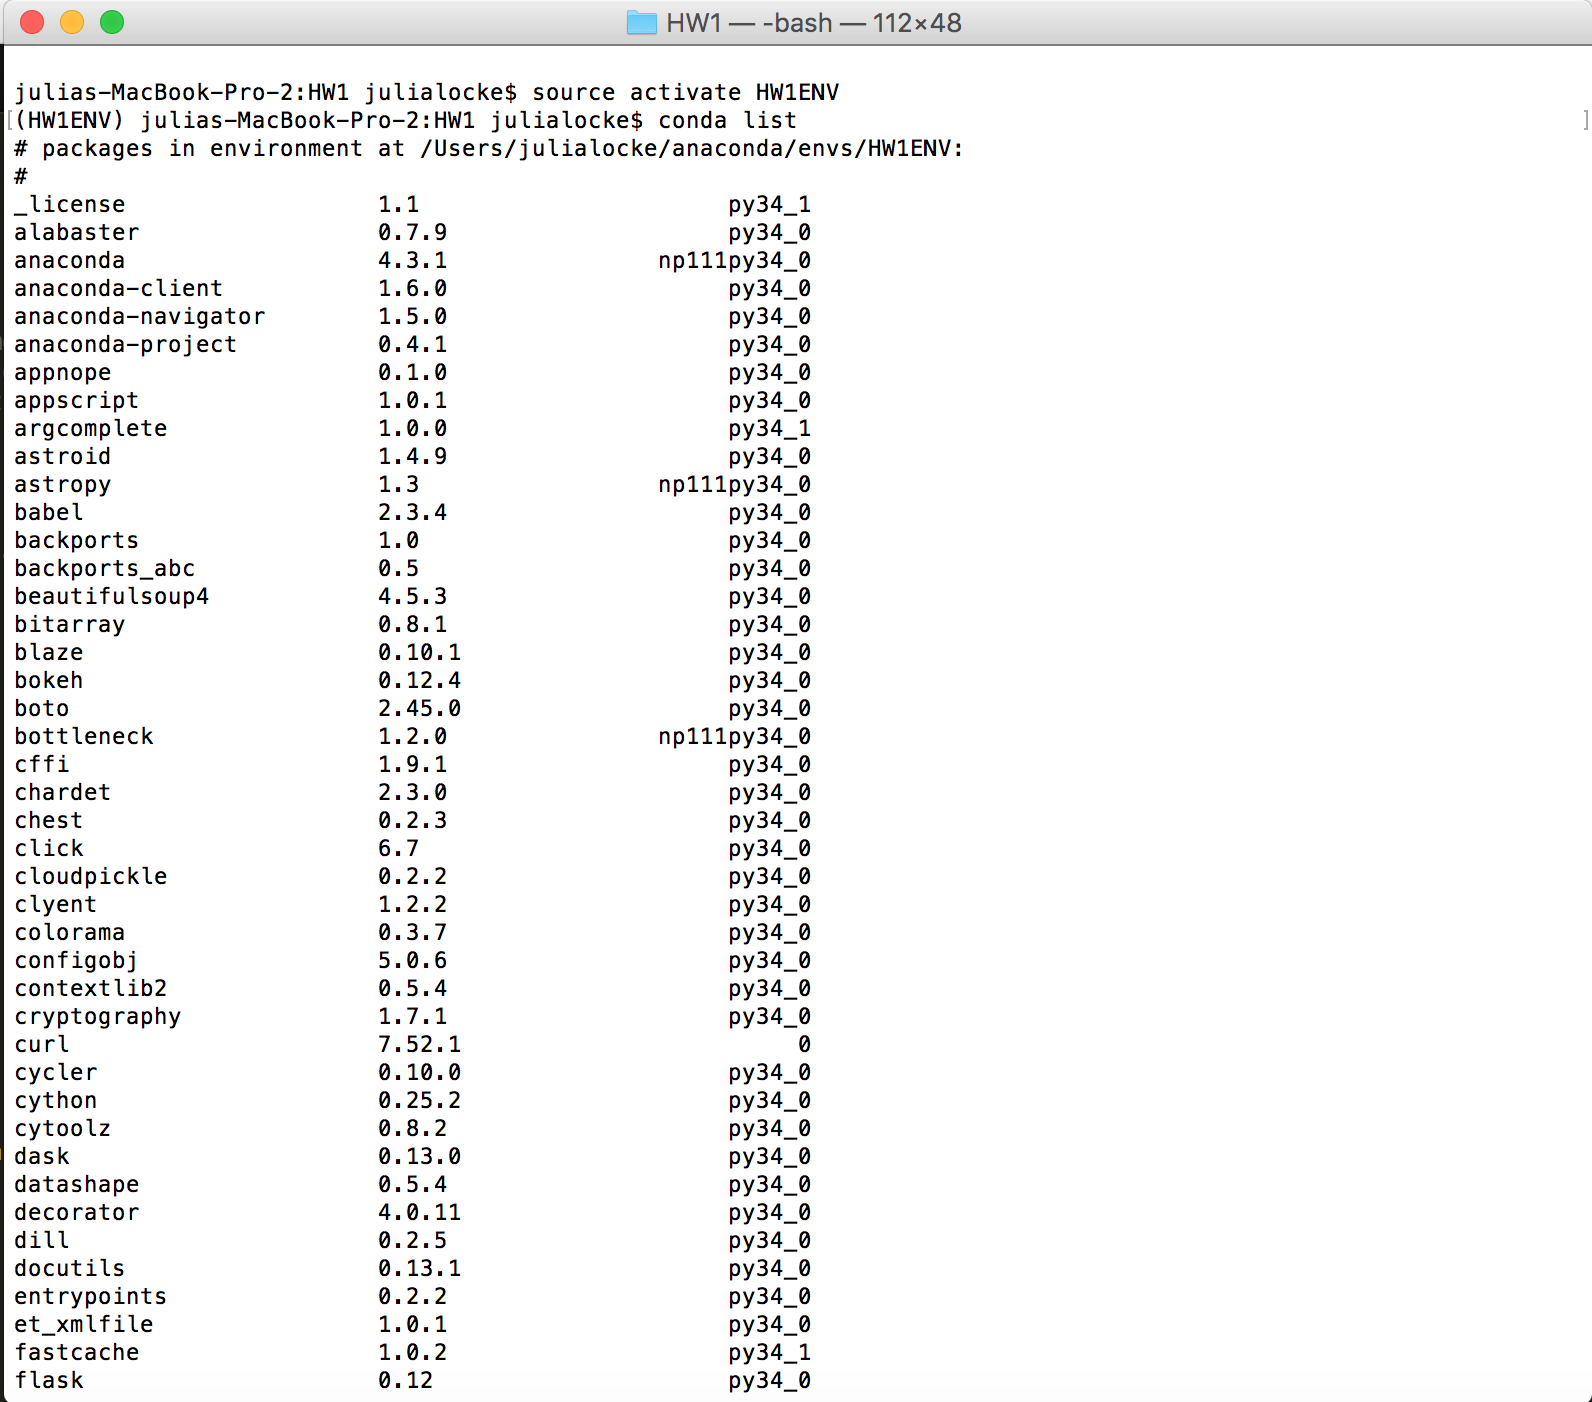 HW1 — -bash — 112×48
julias-MacBook-Pro-2:HW1 julialocke$ source activate HW1ENV
[(HW1ENV) julias-MacBook-Pro-2:HW1 julialocke$ conda list ]
# packages in environment at /Users/julialocke/anaconda/envs/HW1ENV:
#
_license 1.1 py34_1
alabaster 0.7.9 py34_0
anaconda 4.3.1 np111py34_0
anaconda-client 1.6.0 py34_0
anaconda-navigator 1.5.0 py34_0
anaconda-project 0.4.1 py34_0
appnope 0.1.0 py34_0
appscript 1.0.1 py34_0
argcomplete 1.0.0 py34_1
astroid 1.4.9 py34_0
astropy 1.3 np111py34_0
babel 2.3.4 py34_0
backports 1.0 py34_0
backports_abc 0.5 py34_0
beautifulsoup4 4.5.3 py34_0
bitarray 0.8.1 py34_0
blaze 0.10.1 py34_0
bokeh 0.12.4 py34_0
boto 2.45.0 py34_0
bottleneck 1.2.0 np111py34_0
cffi 1.9.1 py34_0
chardet 2.3.0 py34_0
chest 0.2.3 py34_0
click 6.7 py34_0
cloudpickle 0.2.2 py34_0
clyent 1.2.2 py34_0
colorama 0.3.7 py34_0
configobj 5.0.6 py34_0
contextlib2 0.5.4 py34_0
cryptography 1.7.1 py34_0
curl 7.52.1 0
cycler 0.10.0 py34_0
cython 0.25.2 py34_0
cytoolz 0.8.2 py34_0
dask 0.13.0 py34_0
datashape 0.5.4 py34_0
decorator 4.0.11 py34_0
dill 0.2.5 py34_0
docutils 0.13.1 py34_0
entrypoints 0.2.2 py34_0
et_xmlfile 1.0.1 py34_0
fastcache 1.0.2 py34_1
flask 0.12 py34_0